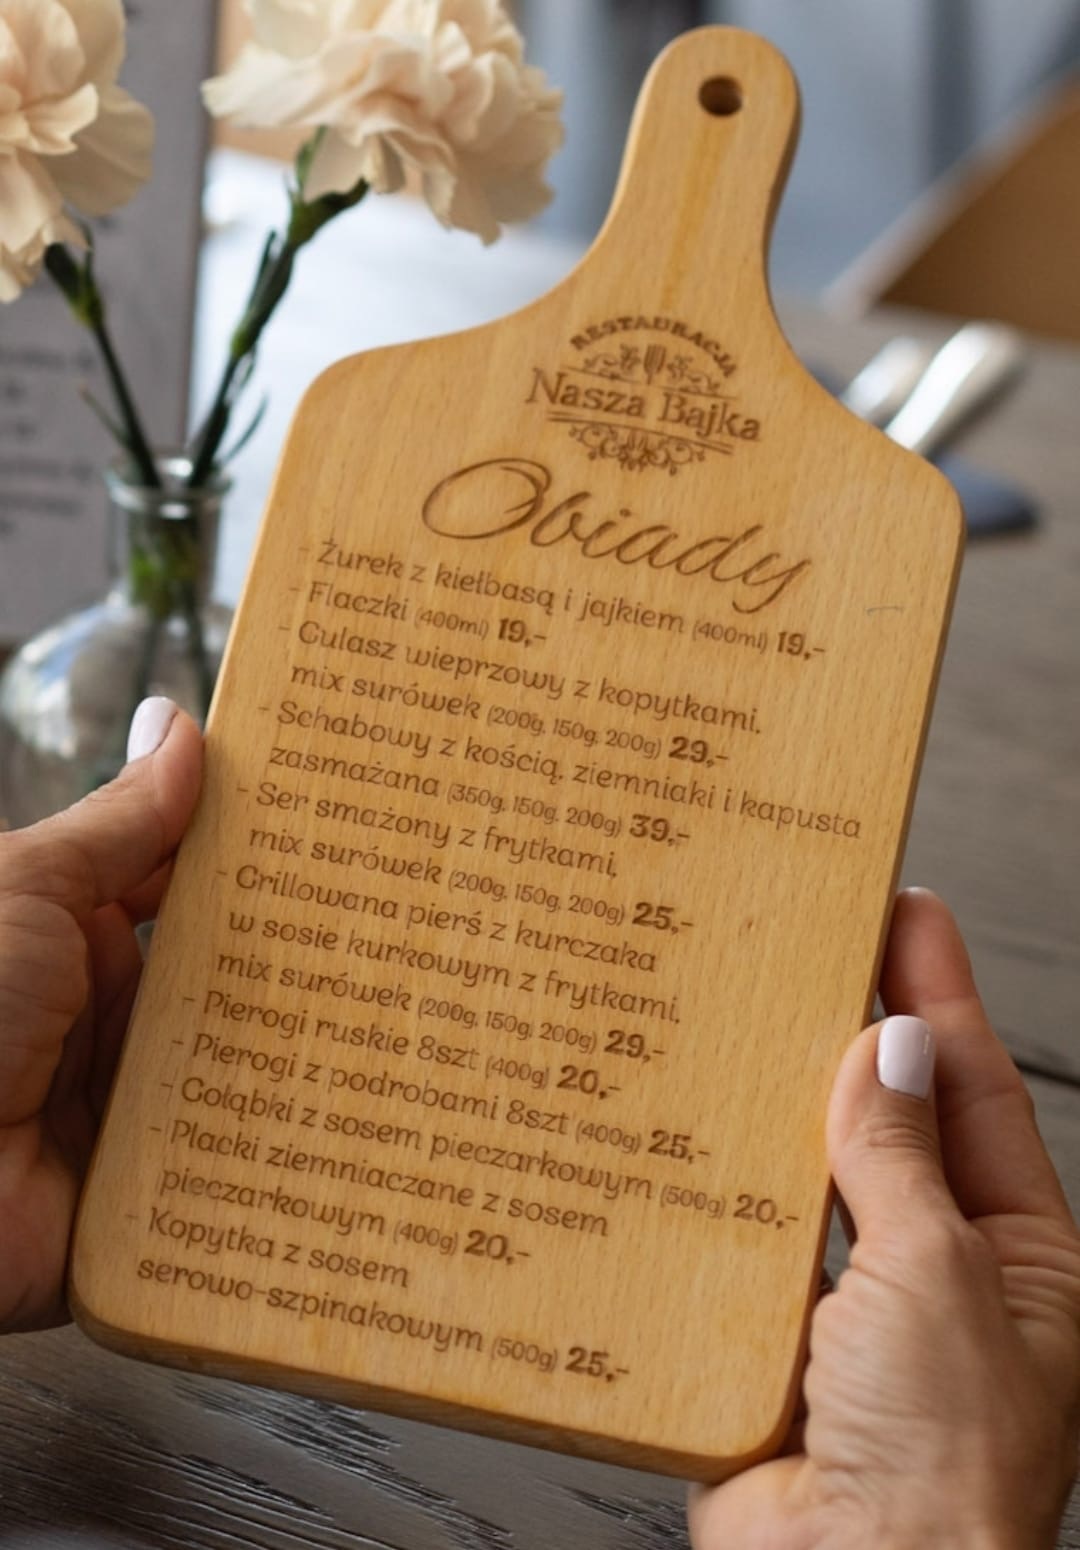 RESTAURACJA
Nasza Bajka
Obiady
- Żurek z kiełbasą i jajkiem (400ml) 19,-
- Flaczki (400ml) 19,-
- Gulasz wieprzowy z kopytkami,
mix surówek (200g, 150g, 200g) 29,-
- Schabowy z kością, ziemniaki i kapusta
zasmażana (350g, 150g, 200g) 39,-
- Ser smażony z frytkami,
mix surówek (200g, 150g, 200g) 25,-
- Grillowana pierś z kurczaka
w sosie kurkowym z frytkami,
mix surówek (200g, 150g, 200g) 29,-
- Pierogi ruskie 8szt (400g) 20,-
- Pierogi z podrobami 8szt (400g) 25,-
- Gołąbki z sosem pieczarkowym (500g) 20,-
- Placki ziemniaczane z sosem
pieczarkowym (400g) 20,-
- Kopytka z sosem
serowo-szpinakowym (500g) 25,-